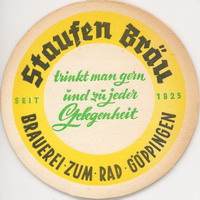 Staufen Bräu
trinkt man gern
und zu jeder
SEIT 1825
Gelegenheit
BRAUEREI · ZUM · RAD · GÖPPINGEN